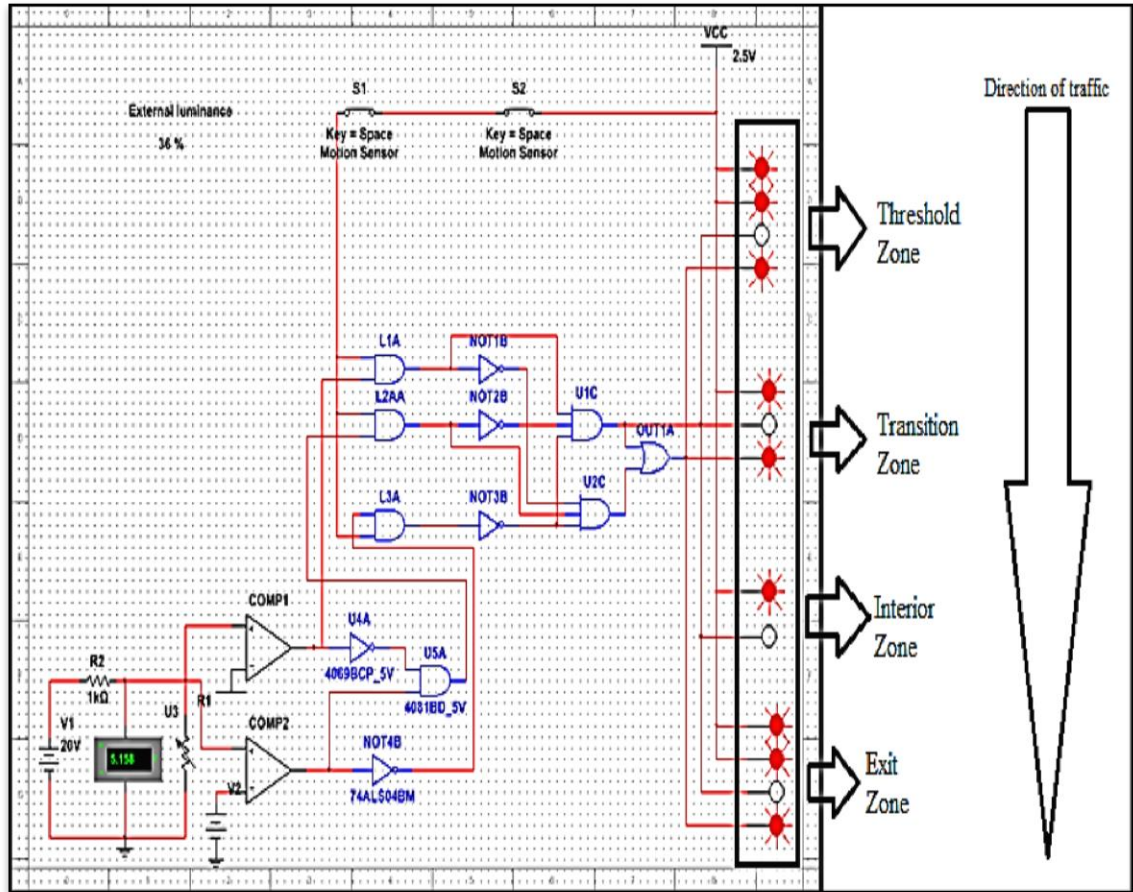 VCC
2.5V
S1
S2
External luminance
36 %
Key = Space
Motion Sensor
Key = Space
Motion Sensor
Direction of traffic
Threshold
Zone
L1A
NOT1B
L2AA
NOT2B
U1C
OUT1A
Transition
Zone
L3A
NOT3B
U2C
COMP1
U4A
4069BCP_5V
U5A
4081BD_5V
Interior
Zone
R2
1kΩ
R1
U3
V1
20V
COMP2
NOT4B
74ALS04BM
V2
Exit
Zone